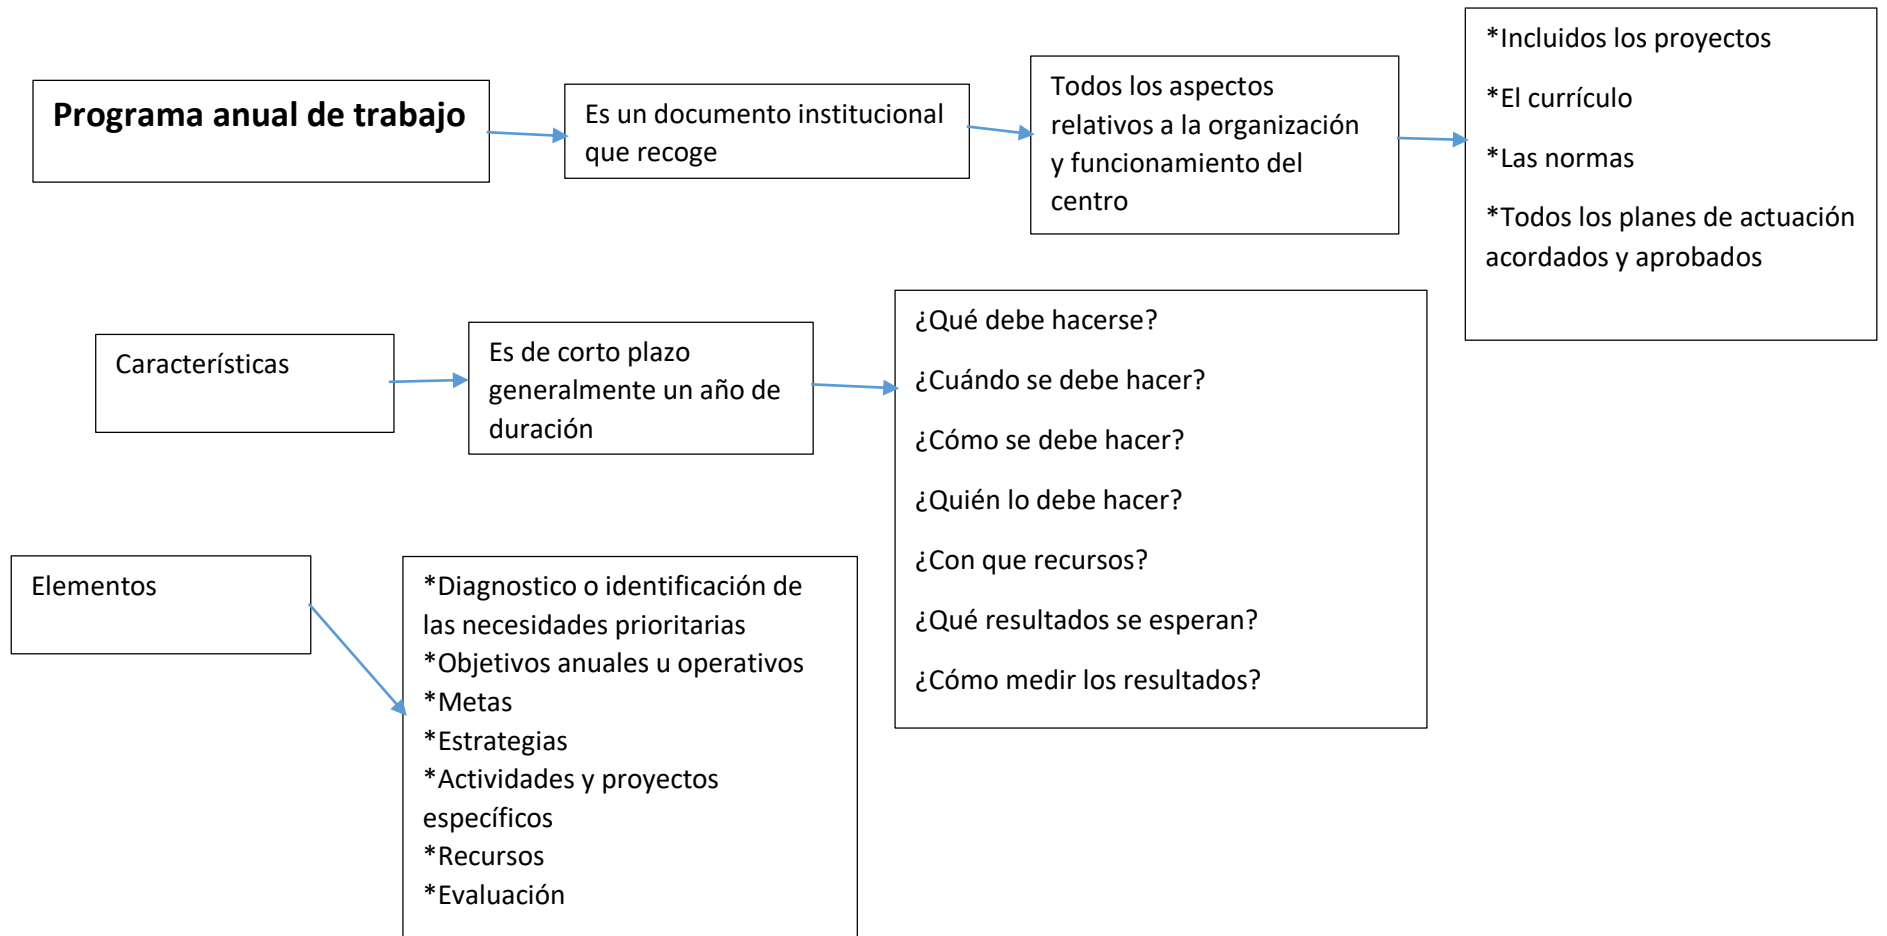 Programa anual de trabajo
Es un documento institucional
que recoge
Todos los aspectos
relativos a la organización
y funcionamiento del
centro
*Incluidos los proyectos
*El currículo
*Las normas
*Todos los planes de actuación
acordados y aprobados
Características
Es de corto plazo
generalmente un año de
duración
¿Qué debe hacerse?
¿Cuándo se debe hacer?
¿Cómo se debe hacer?
¿Quién lo debe hacer?
¿Con que recursos?
¿Qué resultados se esperan?
¿Cómo medir los resultados?
Elementos
*Diagnostico o identificación de
las necesidades prioritarias
*Objetivos anuales u operativos
*Metas
*Estrategias
*Actividades y proyectos
específicos
*Recursos
*Evaluación